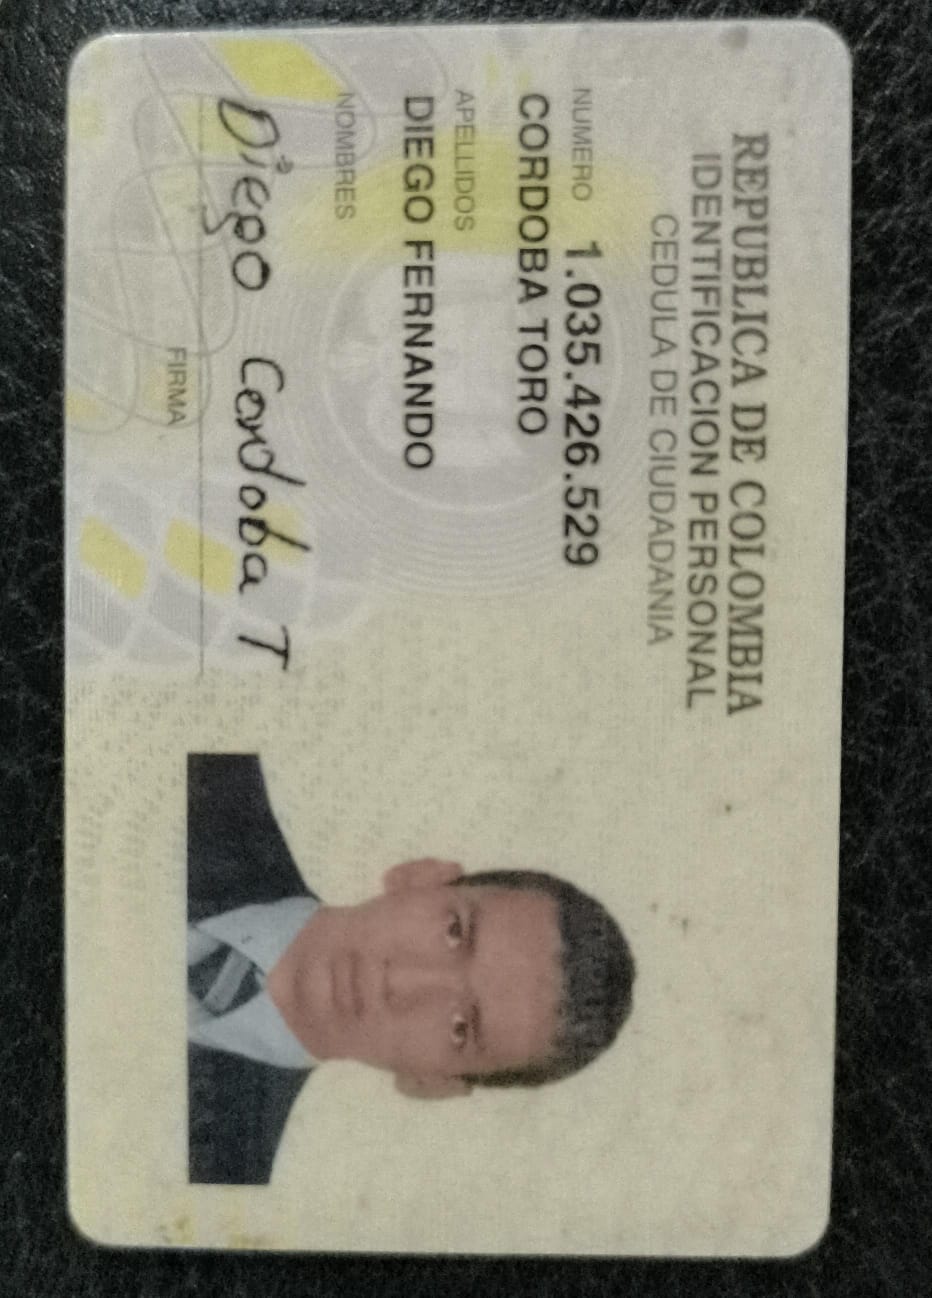 REPUBLICA DE COLOMBIA
IDENTIFICACION PERSONAL
CEDULA DE CIUDADANIA
NUMERO 1.035.426.529
CORDOBA TORO
APELLIDOS
DIEGO FERNANDO
NOMBRES
Diego Cordoba T
FIRMA